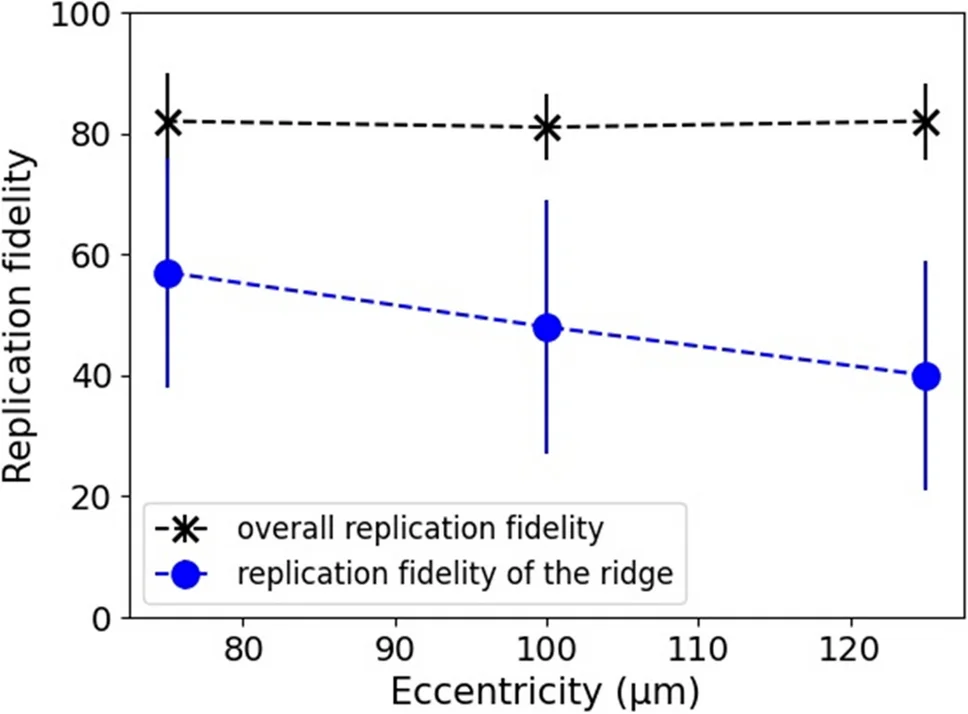 Replication fidelity
100
80
60
40
20
0
overall replication fidelity
replication fidelity of the ridge
80 90 100 110 120
Eccentricity (μm)